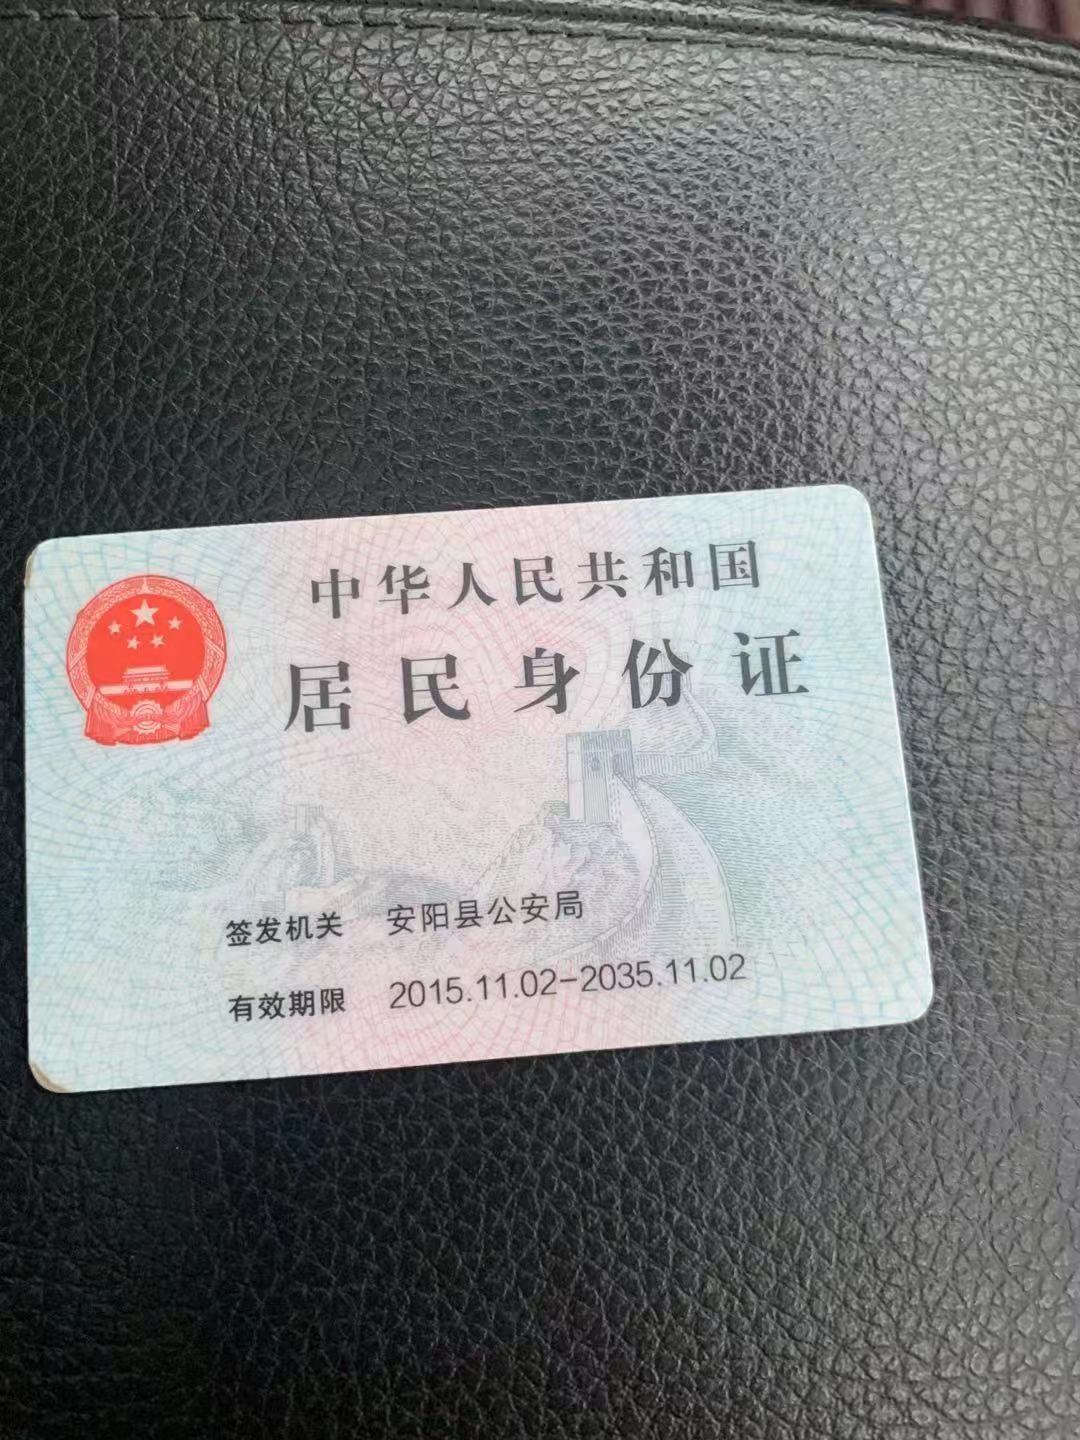 中华人民共和国
居民身份证
签发机关 安阳县公安局
有效期限 2015.11.02-2035.11.02